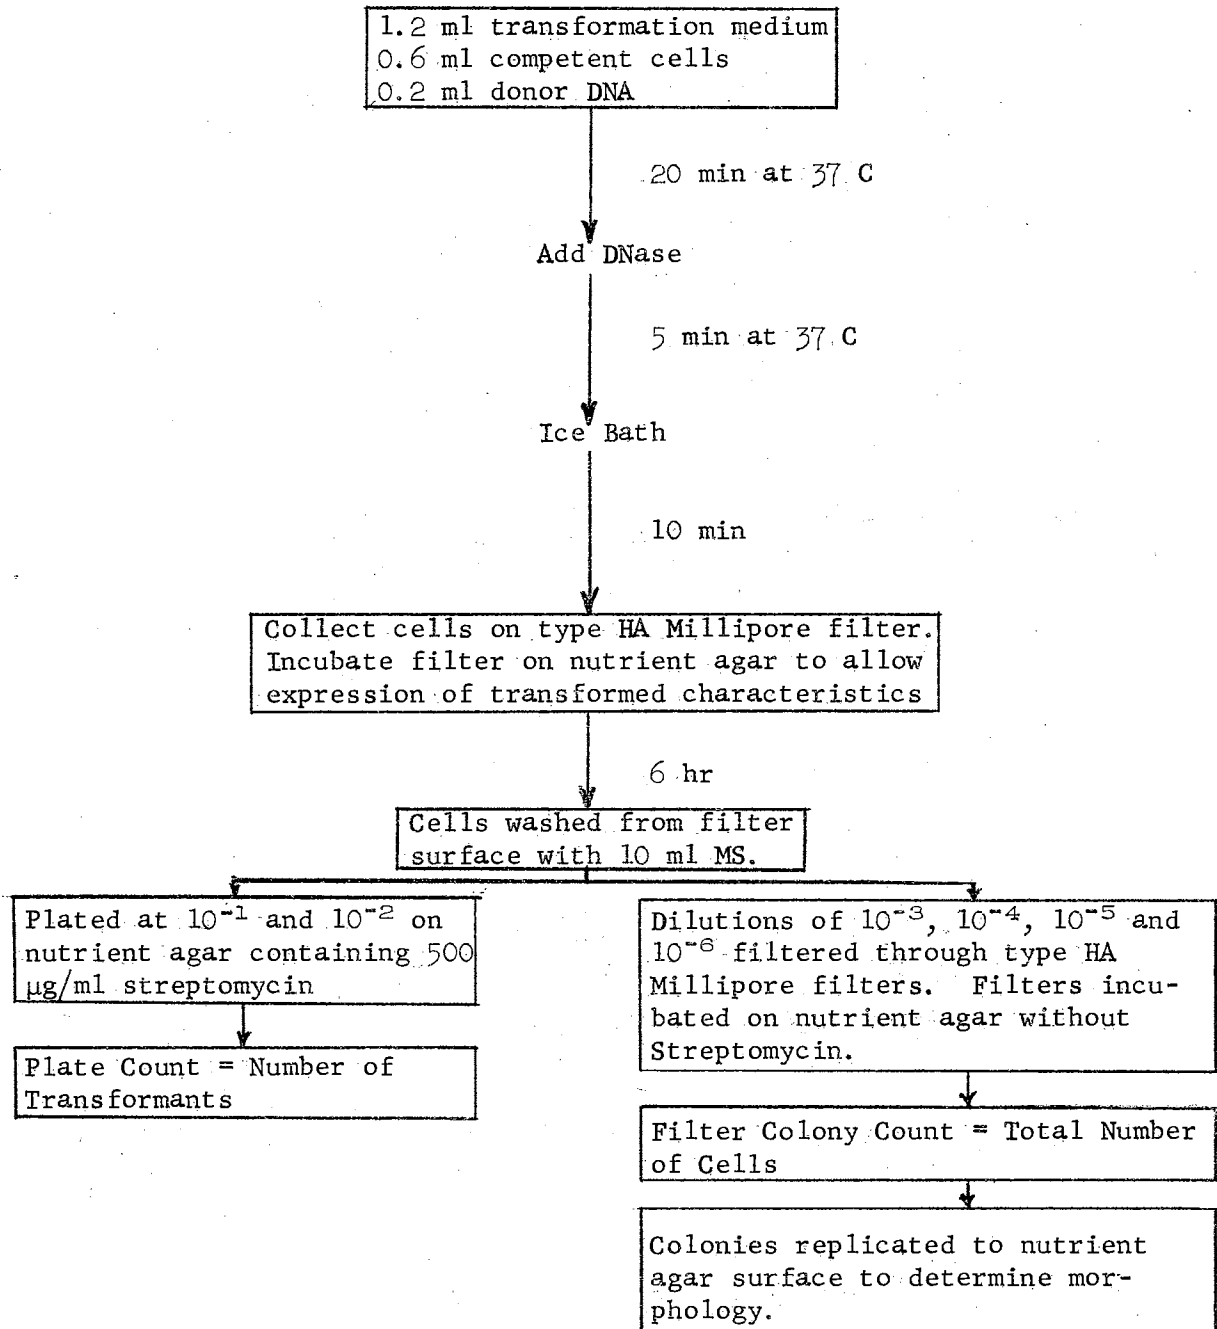 1.2 ml transformation medium
0.6 ml competent cells
0.2 ml donor DNA
20 min at 37 C
Add DNase
5 min at 37 C
Ice Bath
10 min
Collect cells on type HA Millipore filter.
Incubate filter on nutrient agar to allow
expression of transformed characteristics
6 hr
Cells washed from filter
surface with 10 ml MS.
Plated at 10⁻¹ and 10⁻² on
nutrient agar containing 500
µg/ml streptomycin
Plate Count = Number of
Transformants
Dilutions of 10⁻³, 10⁻⁴, 10⁻⁵ and
10⁻⁶ filtered through type HA
Millipore filters. Filters incu-
bated on nutrient agar without
Streptomycin.
Filter Colony Count = Total Number
of Cells
Colonies replicated to nutrient
agar surface to determine mor-
phology.